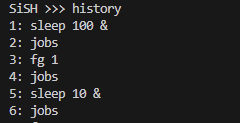 SiSH >>> history
1: sleep 100 &
2: jobs
3: fg 1
4: jobs
5: sleep 10 &
6: jobs